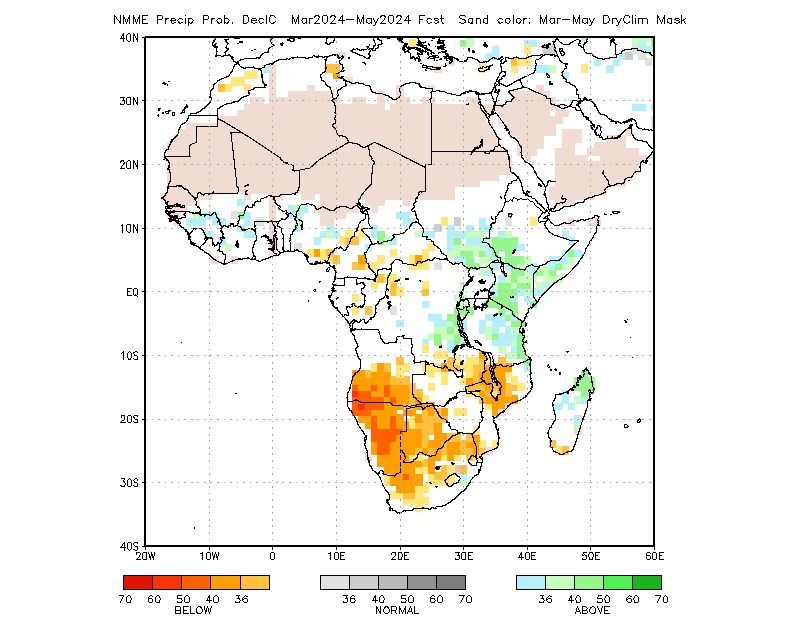 NMME Precip Prob. DecIC Mar2024-May2024 Fcst Sand color: Mar-May DryClim Mask
40N
30N
20N
10N
EQ
10S
20S
30S
40S
20W 10W 0 10E 20E 30E 40E 50E 60E
70 60 50 40 36 36 40 50 60 70 36 40 50 60 70
BELOW NORMAL ABOVE